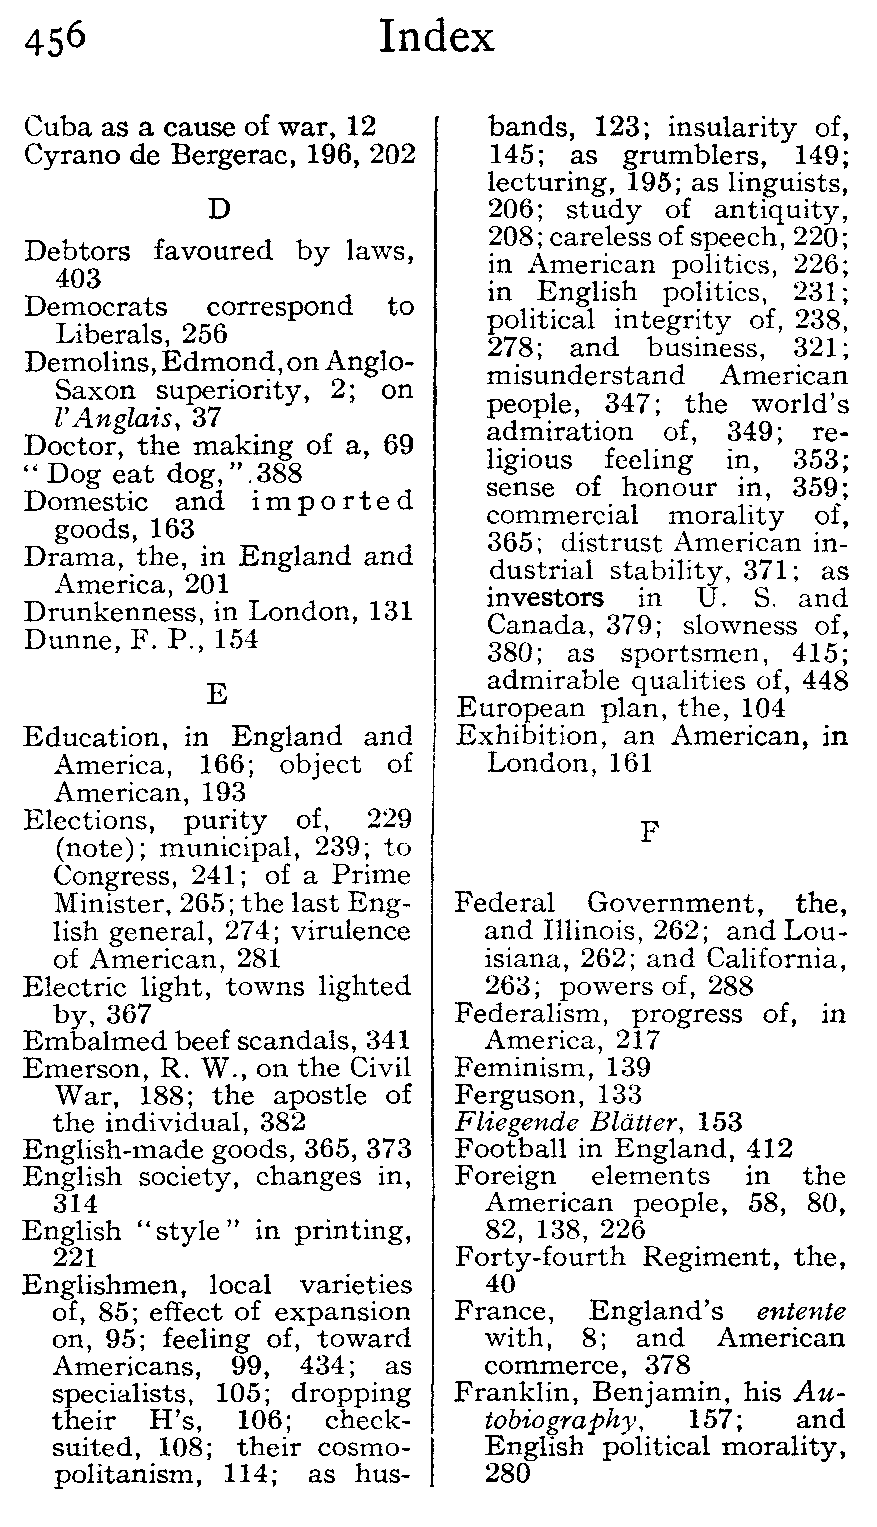 456 Index
Cuba as a cause of war, 12
Cyrano de Bergerac, 196, 202
D
Debtors favoured by laws,
403
Democrats correspond to
Liberals, 256
Demolins, Edmond, on Anglo-
Saxon superiority, 2; on
l'Anglais, 37
Doctor, the making of a, 69
"Dog eat dog," 388
Domestic and imported
goods, 163
Drama, the, in England and
America, 201
Drunkenness, in London, 131
Dunne, F. P., 154
E
Education, in England and
America, 166; object of
American, 193
Elections, purity of, 229
(note); municipal, 239; to
Congress, 241; of a Prime
Minister, 265; the last Eng-
lish general, 274; virulence
of American, 281
Electric light, towns lighted
by, 367
Embalmed beef scandals, 341
Emerson, R. W., on the Civil
War, 188; the apostle of
the individual, 382
English-made goods, 365, 373
English society, changes in,
314
English "style" in printing,
221
Englishmen, local varieties
of, 85; effect of expansion
on, 95; feeling of, toward
Americans, 99, 434; as
specialists, 105; dropping
their H's, 106; check-
suited, 108; their cosmo-
politanism, 114; as hus-
bands, 123; insularity of,
145; as grumblers, 149;
lecturing, 195; as linguists,
206; study of antiquity,
208; careless of speech, 220;
in American politics, 226;
in English politics, 231;
political integrity of, 238,
278; and business, 321;
misunderstand American
people, 347; the world's
admiration of, 349; re-
ligious feeling in, 353;
sense of honour in, 359;
commercial morality of,
365; distrust American in-
dustrial stability, 371; as
investors in U. S. and
Canada, 379; slowness of,
380; as sportsmen, 415;
admirable qualities of, 448
European plan, the, 104
Exhibition, an American, in
London, 161
F
Federal Government, the,
and Illinois, 262; and Lou-
isiana, 262; and California,
263; powers of, 288
Federalism, progress of, in
America, 217
Feminism, 139
Ferguson, 133
Fliegende Blätter, 153
Football in England, 412
Foreign elements in the
American people, 58, 80,
82, 138, 226
Forty-fourth Regiment, the,
40
France, England's entente
with, 8; and American
commerce, 378
Franklin, Benjamin, his Au-
tobiography, 157; and
English political morality,
280